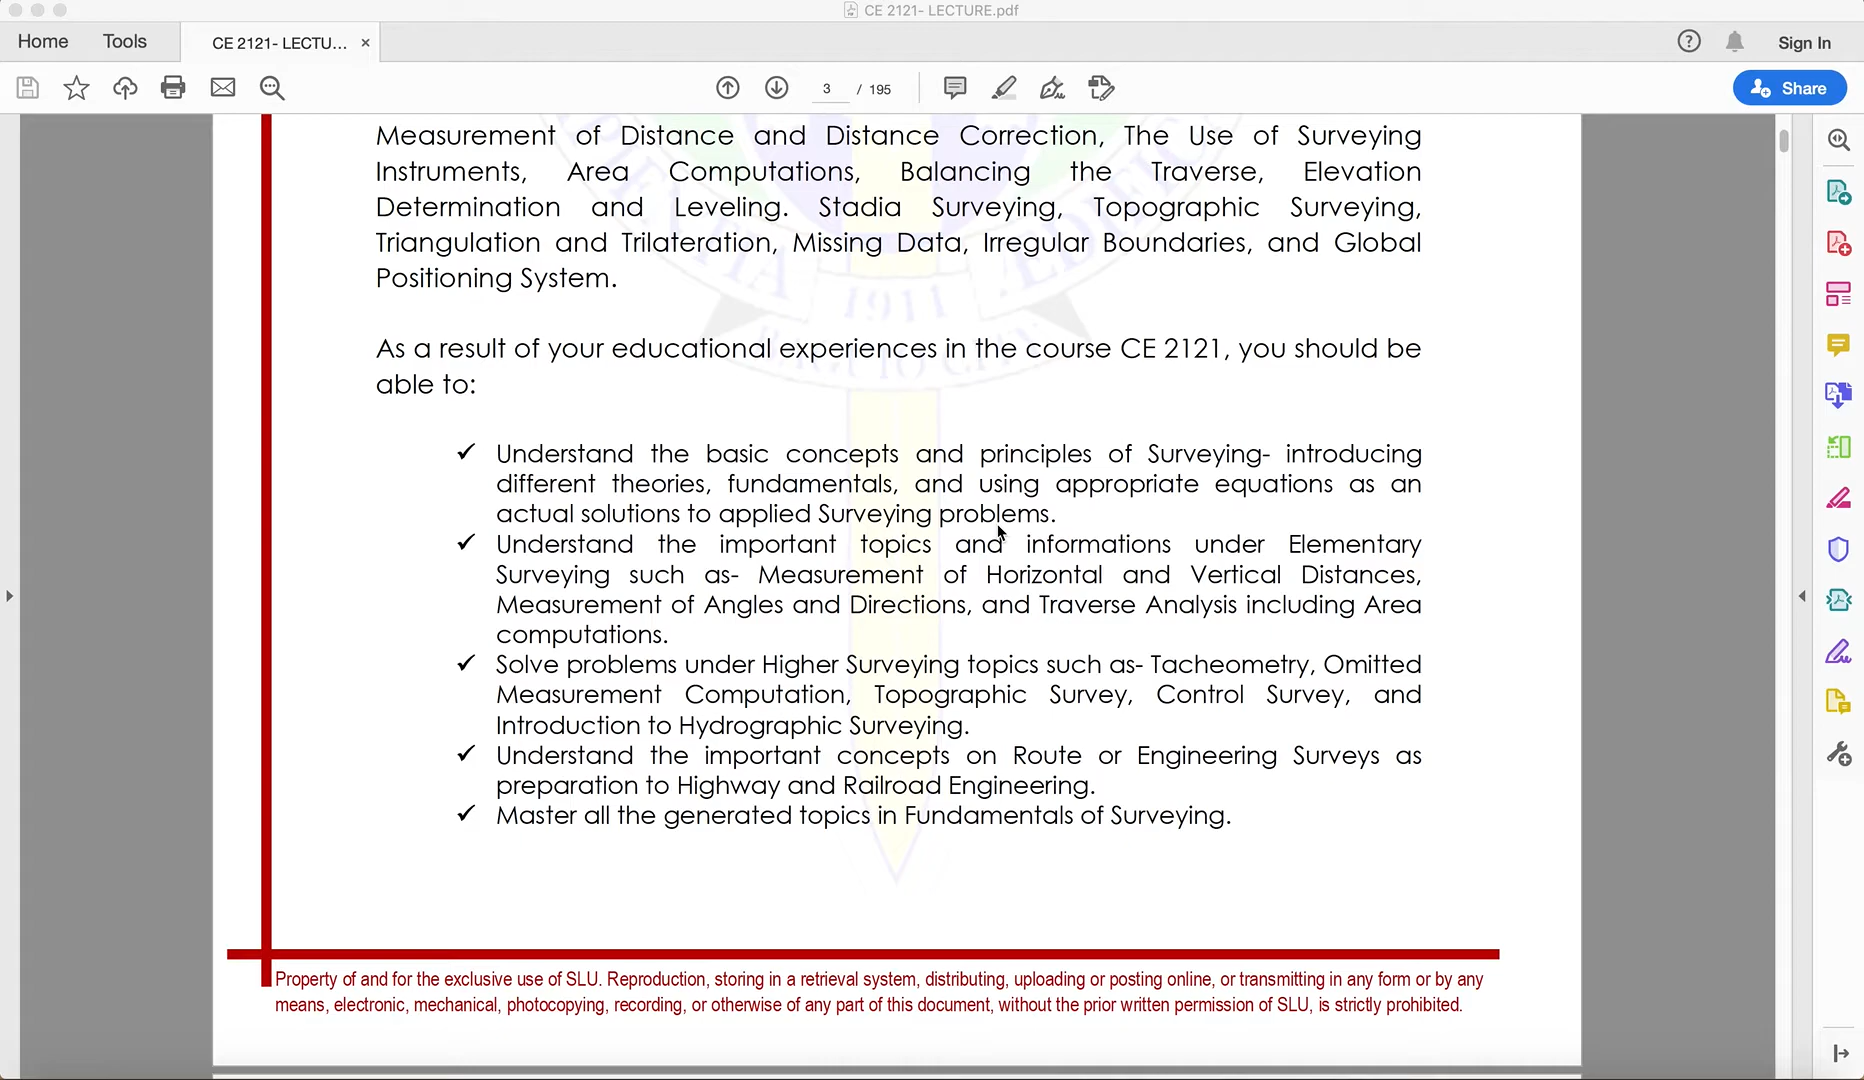 CE 2121- LECTURE.pdf
Home Tools CE 2121- LECTU... × Sign In
3 / 195 Share
Measurement of Distance and Distance Correction, The Use of Surveying
Instruments, Area Computations, Balancing the Traverse, Elevation
Determination and Leveling. Stadia Surveying, Topographic Surveying,
Triangulation and Trilateration, Missing Data, Irregular Boundaries, and Global
Positioning System.
1911
As a result of your educational experiences in the course CE 2121, you should be
able to:
✓ Understand the basic concepts and principles of Surveying- introducing
different theories, fundamentals, and using appropriate equations as an
actual solutions to applied Surveying problems.
✓ Understand the important topics and informations under Elementary
Surveying such as- Measurement of Horizontal and Vertical Distances,
Measurement of Angles and Directions, and Traverse Analysis including Area
computations.
✓ Solve problems under Higher Surveying topics such as- Tacheometry, Omitted
Measurement Computation, Topographic Survey, Control Survey, and
Introduction to Hydrographic Surveying.
✓ Understand the important concepts on Route or Engineering Surveys as
preparation to Highway and Railroad Engineering.
✓ Master all the generated topics in Fundamentals of Surveying.
Property of and for the exclusive use of SLU. Reproduction, storing in a retrieval system, distributing, uploading or posting online, or transmitting in any form or by any
means, electronic, mechanical, photocopying, recording, or otherwise of any part of this document, without the prior written permission of SLU, is strictly prohibited.